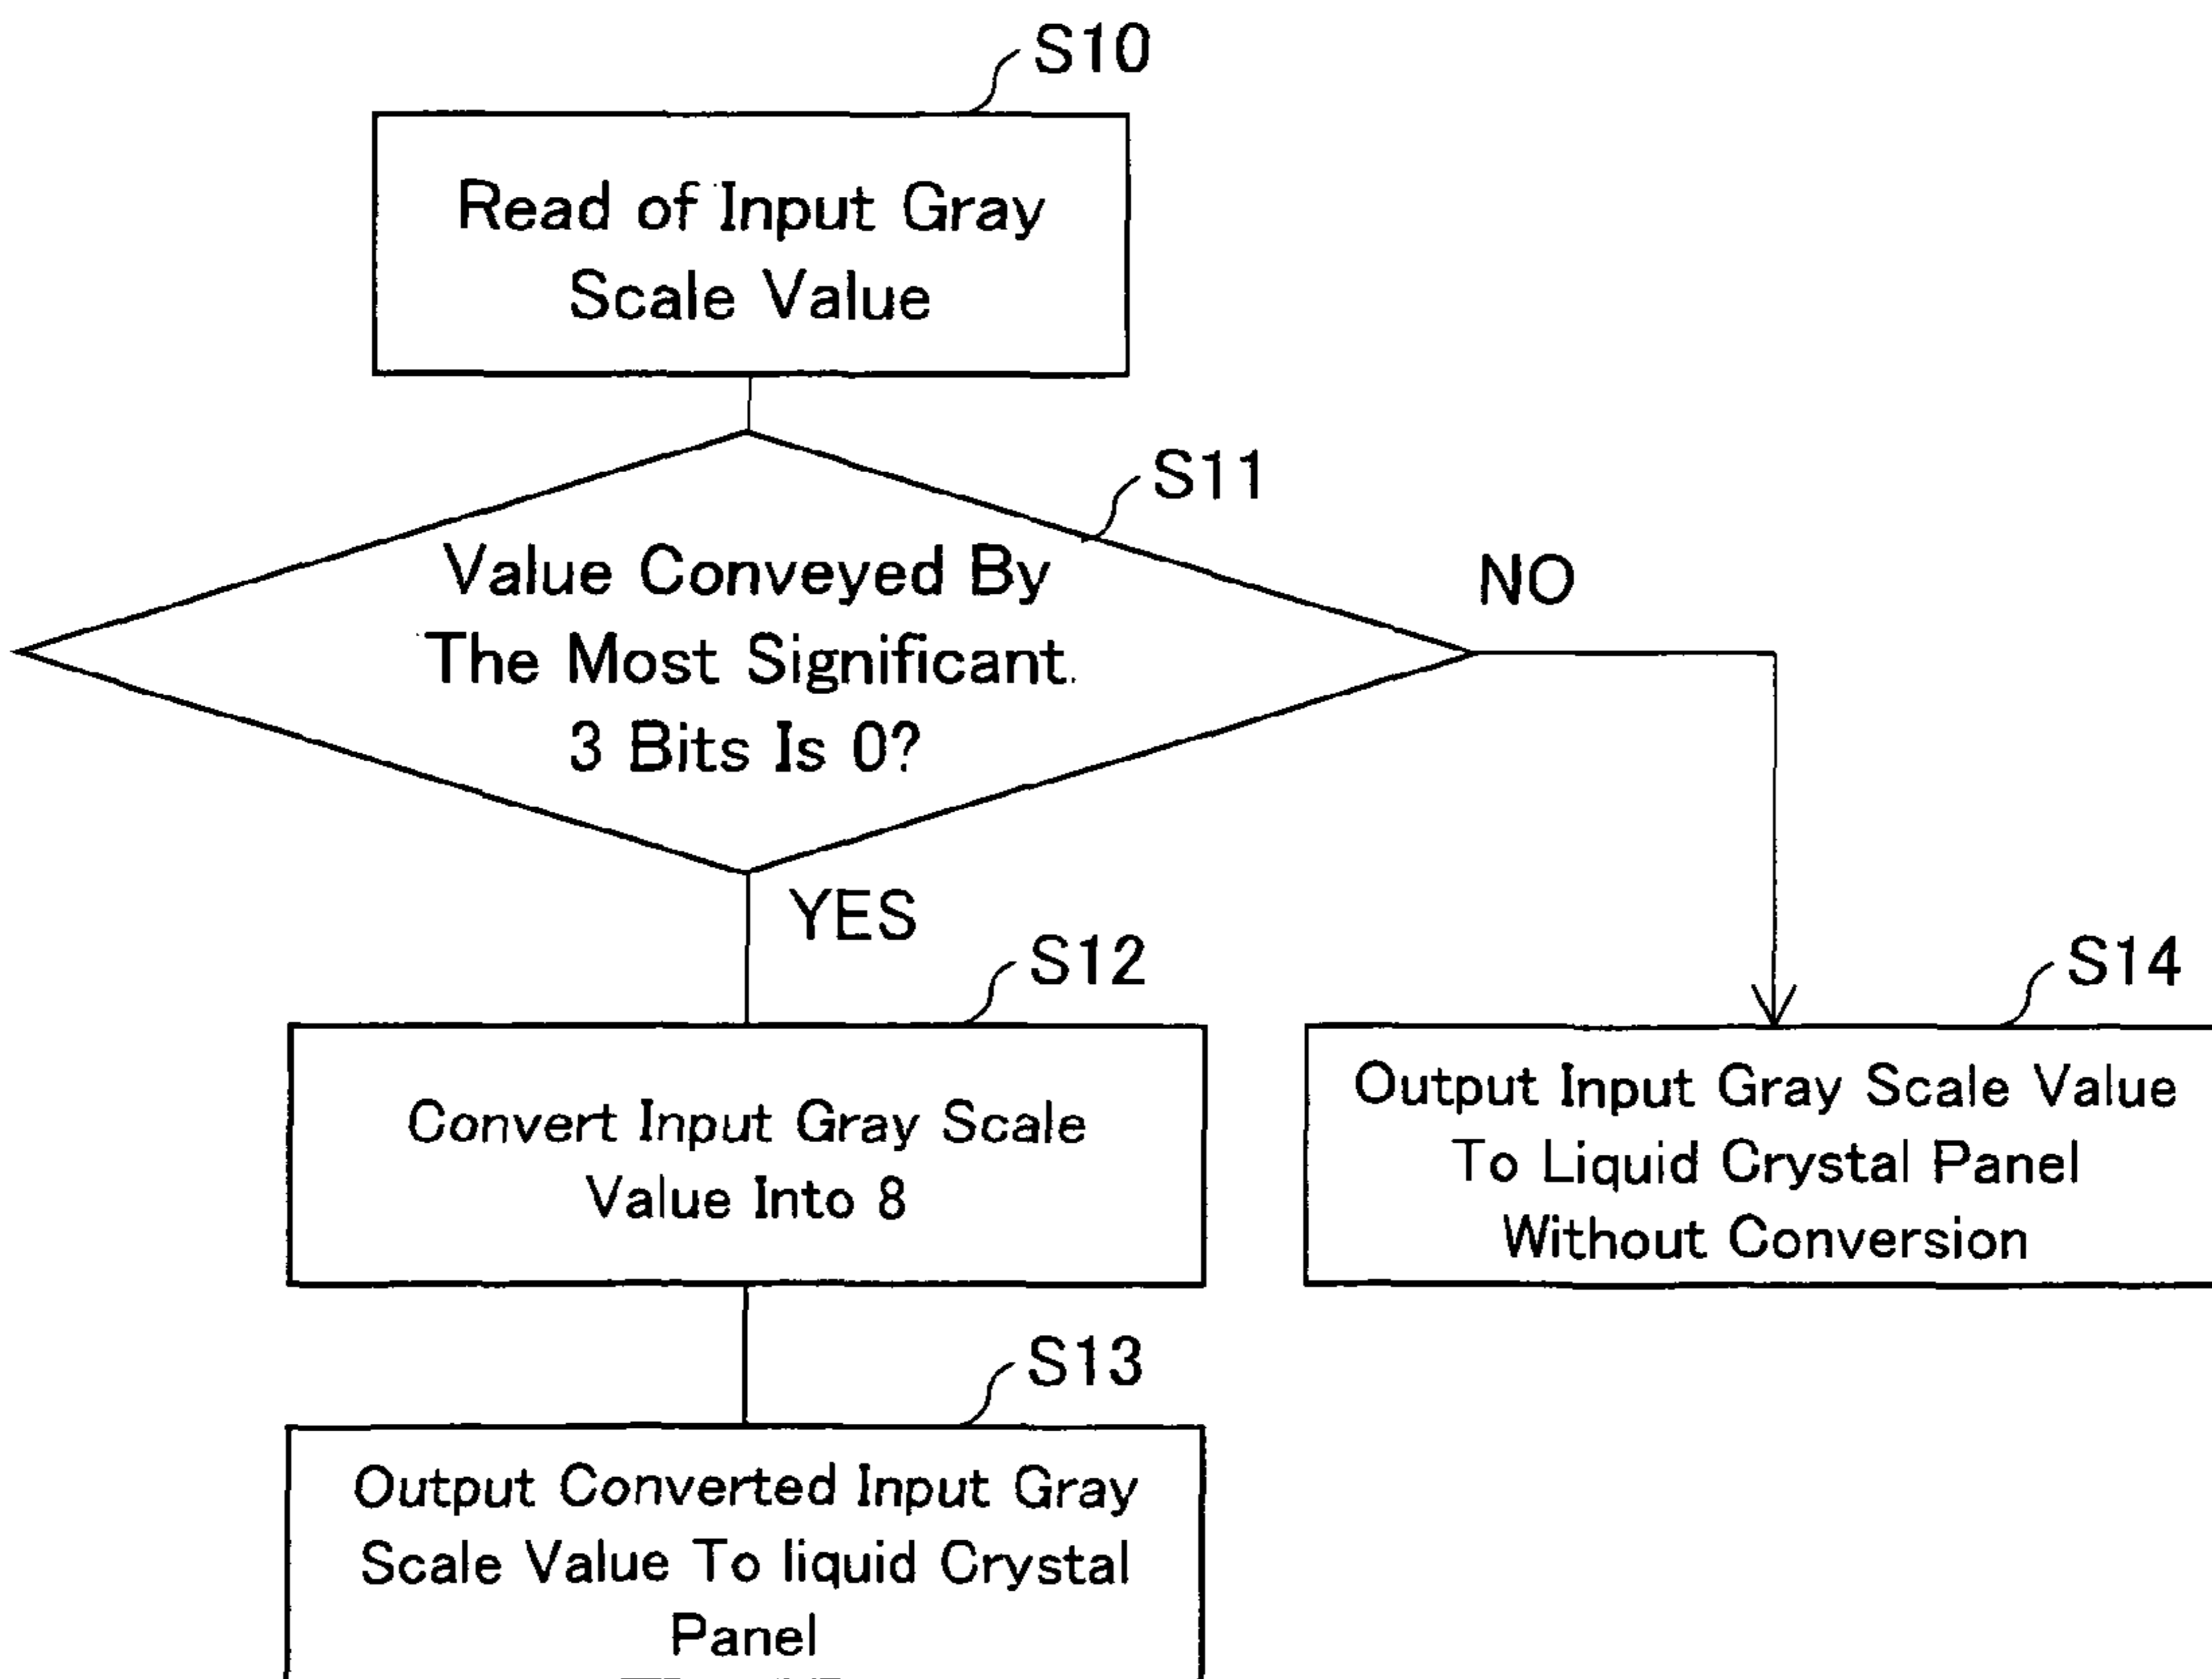 S10
Read of Input Gray
Scale Value
S11
Value Conveyed By
The Most Significant
3 Bits Is 0?
NO
YES
S12
Convert Input Gray Scale
Value Into 8
S14
Output Input Gray Scale Value
To Liquid Crystal Panel
Without Conversion
S13
Output Converted Input Gray
Scale Value To liquid Crystal
Panel